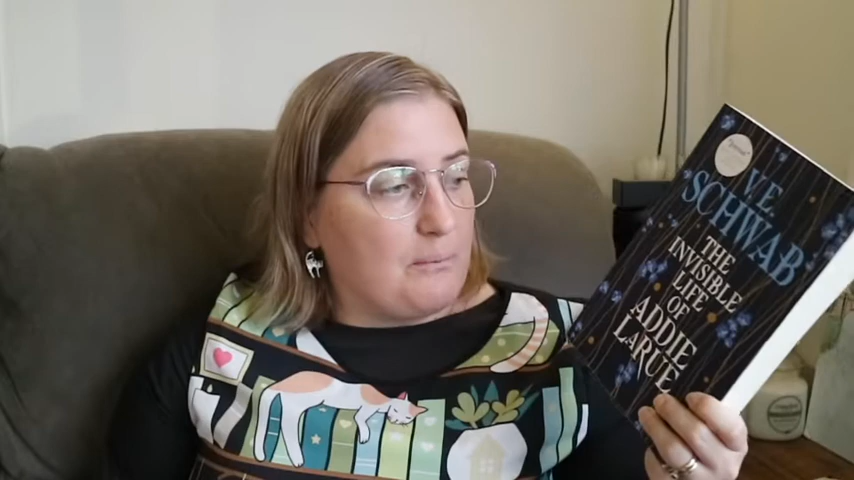 V.E.
SCHWAB
THE
INVISIBLE
LIFE OF
ADDIE
LARUE